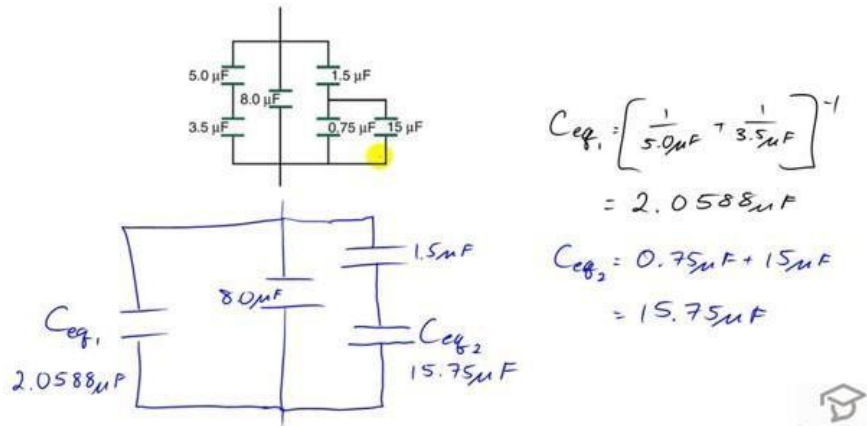 5.0 µF
1.5 µF
8.0 µF
3.5 µF
0.75 µF
15 µF
Ceq₁ = [1/5.0µF + 1/3.5µF]⁻¹
= 2.0588µF
Ceq₂ = 0.75µF + 15µF
= 15.75µF
1.5µF
8.0µF
Ceq₁
2.0588µF
Ceq₂
15.75µF